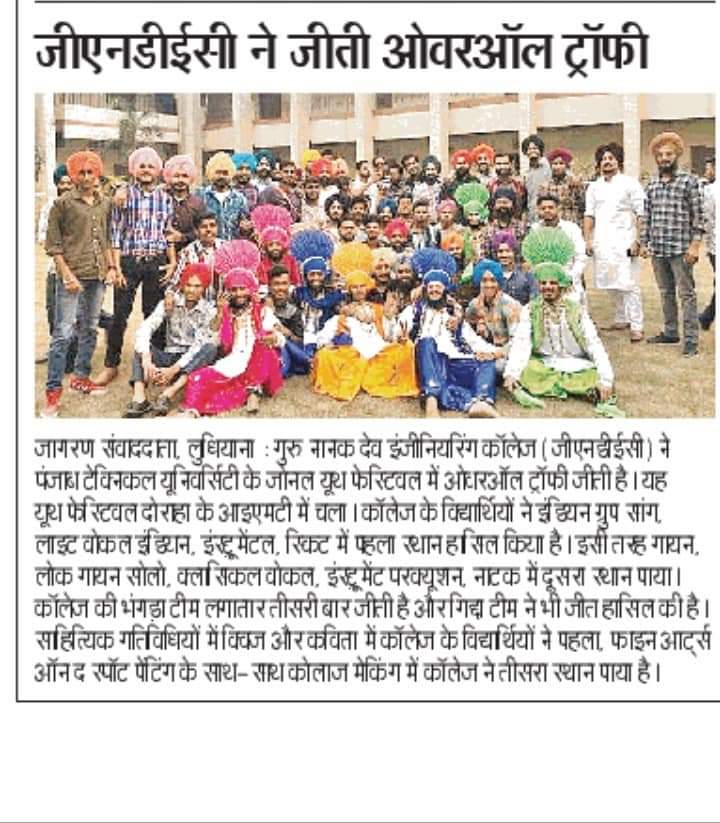 जीएनडीईसी ने जीती ओवरऑल ट्रॉफी
जागरण संवाददाता, लुधियाना : गुरु नानक देव इंजीनियरिंग कॉलेज (जीएनडीईसी) ने
पंजाब टेक्निकल यूनिवर्सिटी के जोनल यूथ फेस्टिवल में ओवरऑल ट्रॉफी जीती है। यह
यूथ फेस्टिवल दोराहा के आइएमटी में चला। कॉलेज के विद्यार्थियों ने इंडियन ग्रुप सांग,
लाइट वोकल इंडियन, इंस्ट्रूमेंटल, स्किट में पहला स्थान हासिल किया है। इसी तरह गायन,
लोक गायन सोलो, क्लासिकल वोकल, इंस्ट्रूमेंट परक्यूशन, नाटक में दूसरा स्थान पाया।
कॉलेज की भंगड़ा टीम लगातार तीसरी बार जीती है और गिद्दा टीम ने भी जीत हासिल की है।
साहित्यिक गतिविधियों में क्विज और कविता में कॉलेज के विद्यार्थियों ने पहला, फाइन आर्ट्स
ऑन द स्पॉट पेंटिंग के साथ- साथ कोलाज मेकिंग में कॉलेज ने तीसरा स्थान पाया है।